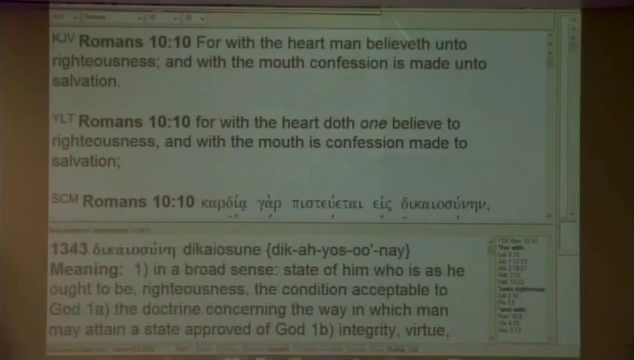 KJV Romans 10:10 For with the heart man believeth unto
righteousness; and with the mouth confession is made unto
salvation.
YLT Romans 10:10 for with the heart doth one believe to
righteousness, and with the mouth is confession made to
salvation;
SCM Romans 10:10 καρδίᾳ γὰρ πιστεύεται εἰς δικαιοσύνην,
1343 δικαιοσύνη dikaiosune {dik-ah-yos-oo'-nay}
Meaning: 1) in a broad sense: state of him who is as he
ought to be, righteousness, the condition acceptable to
God 1a) the doctrine concerning the way in which man
may attain a state approved of God 1b) integrity, virtue,